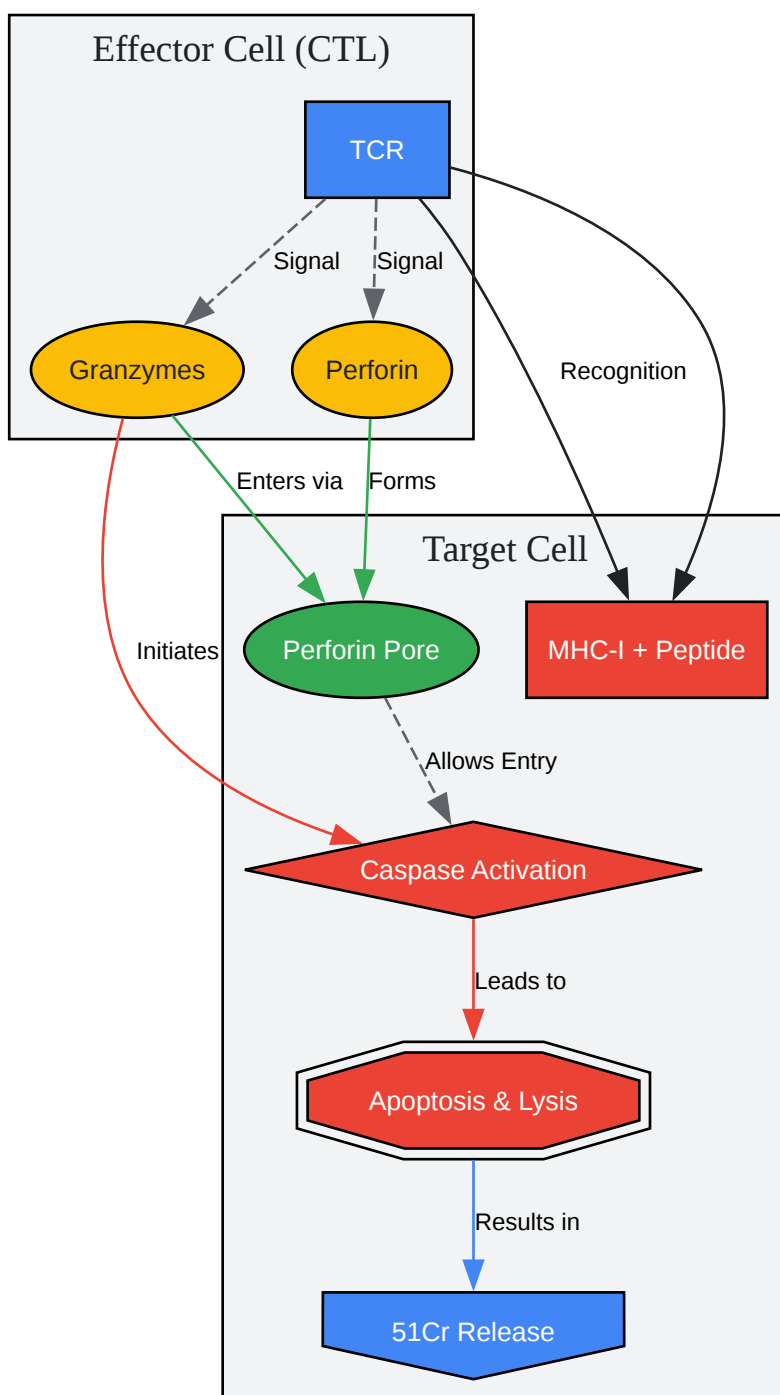 Effector Cell (CTL)
TCR
Signal
Signal
Granzymes
Perforin
Recognition
Enters via
Forms
Target Cell
Initiates
Perforin Pore
MHC-I + Peptide
Allows Entry
Caspase Activation
Leads to
Apoptosis & Lysis
Results in
51Cr Release